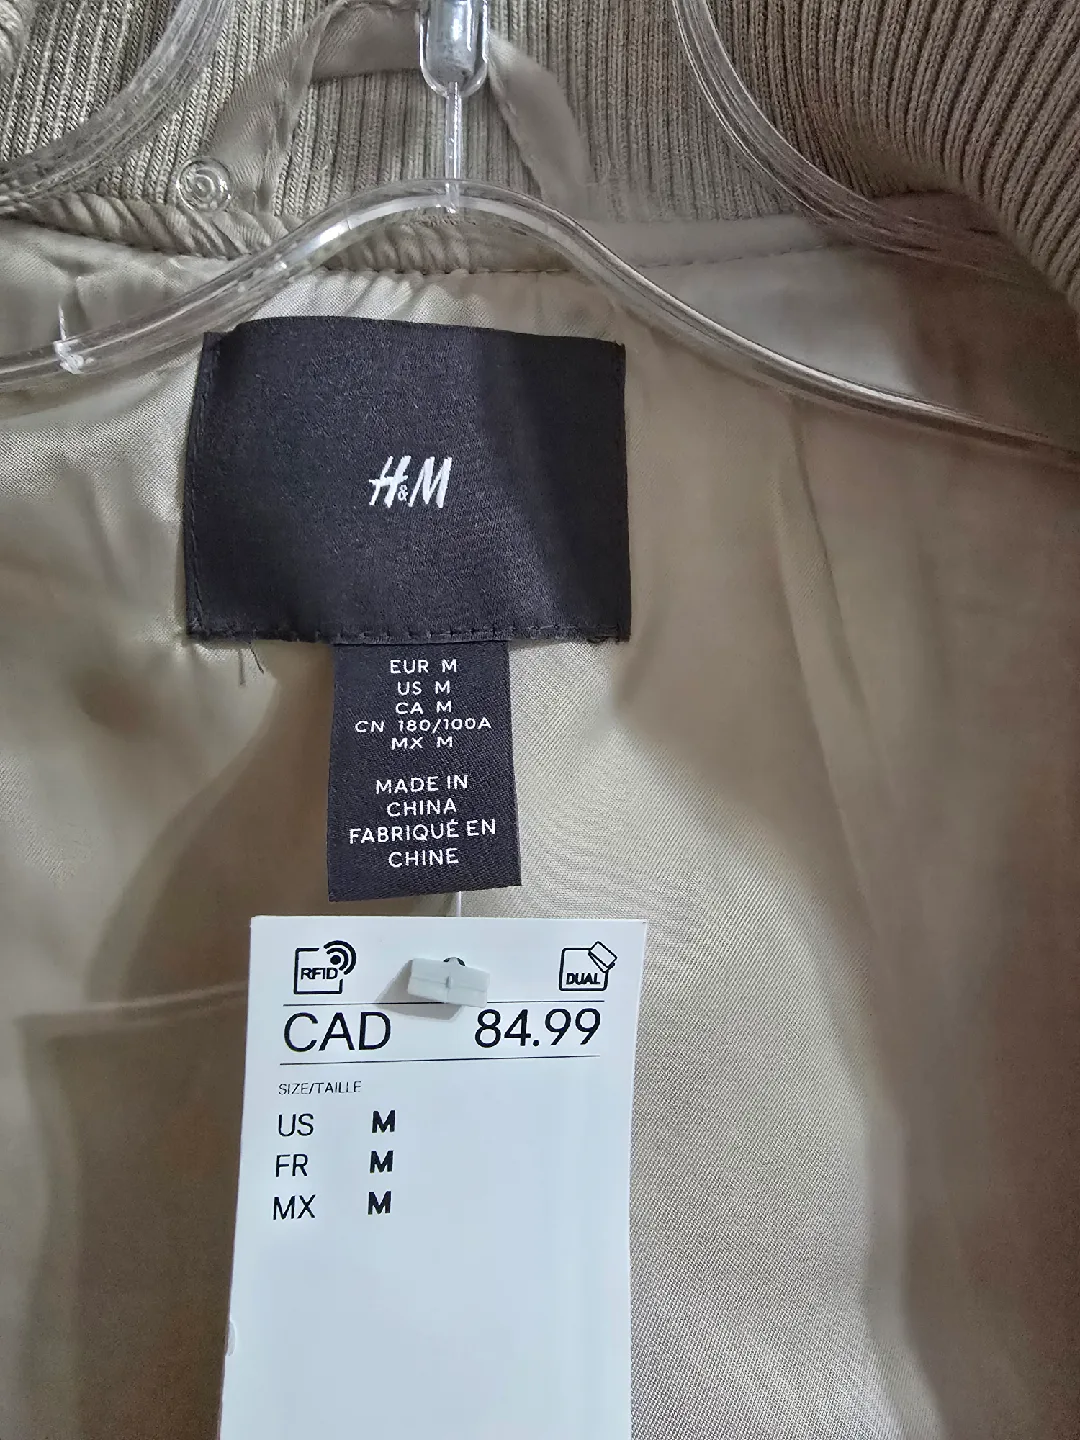 H&M
EUR M
US M
CA M
CN 180/100A
MX M
MADE IN
CHINA
FABRIQUÉ EN
CHINE
RFID
DUAL
CAD 84.99
SIZE/TAILLE
US M
FR M
MX M